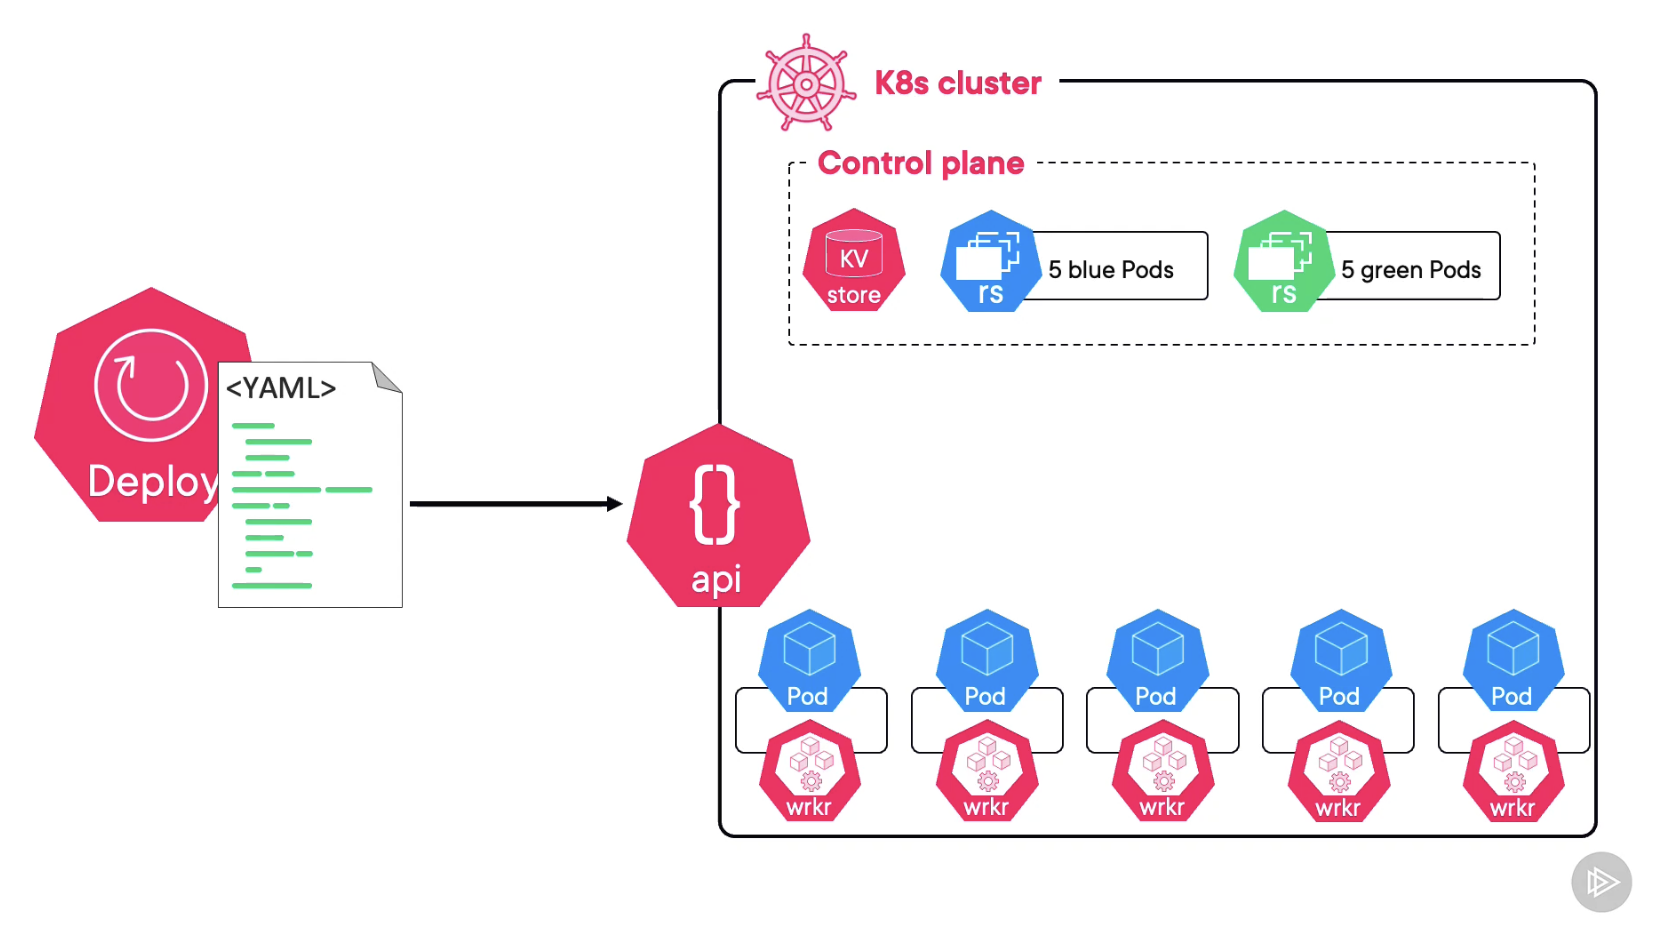 K8s cluster
Control plane
KV
store
rs
5 blue Pods
rs
5 green Pods
<YAML>
Deploy
{}
api
Pod
Pod
Pod
Pod
Pod
wrkr
wrkr
wrkr
wrkr
wrkr